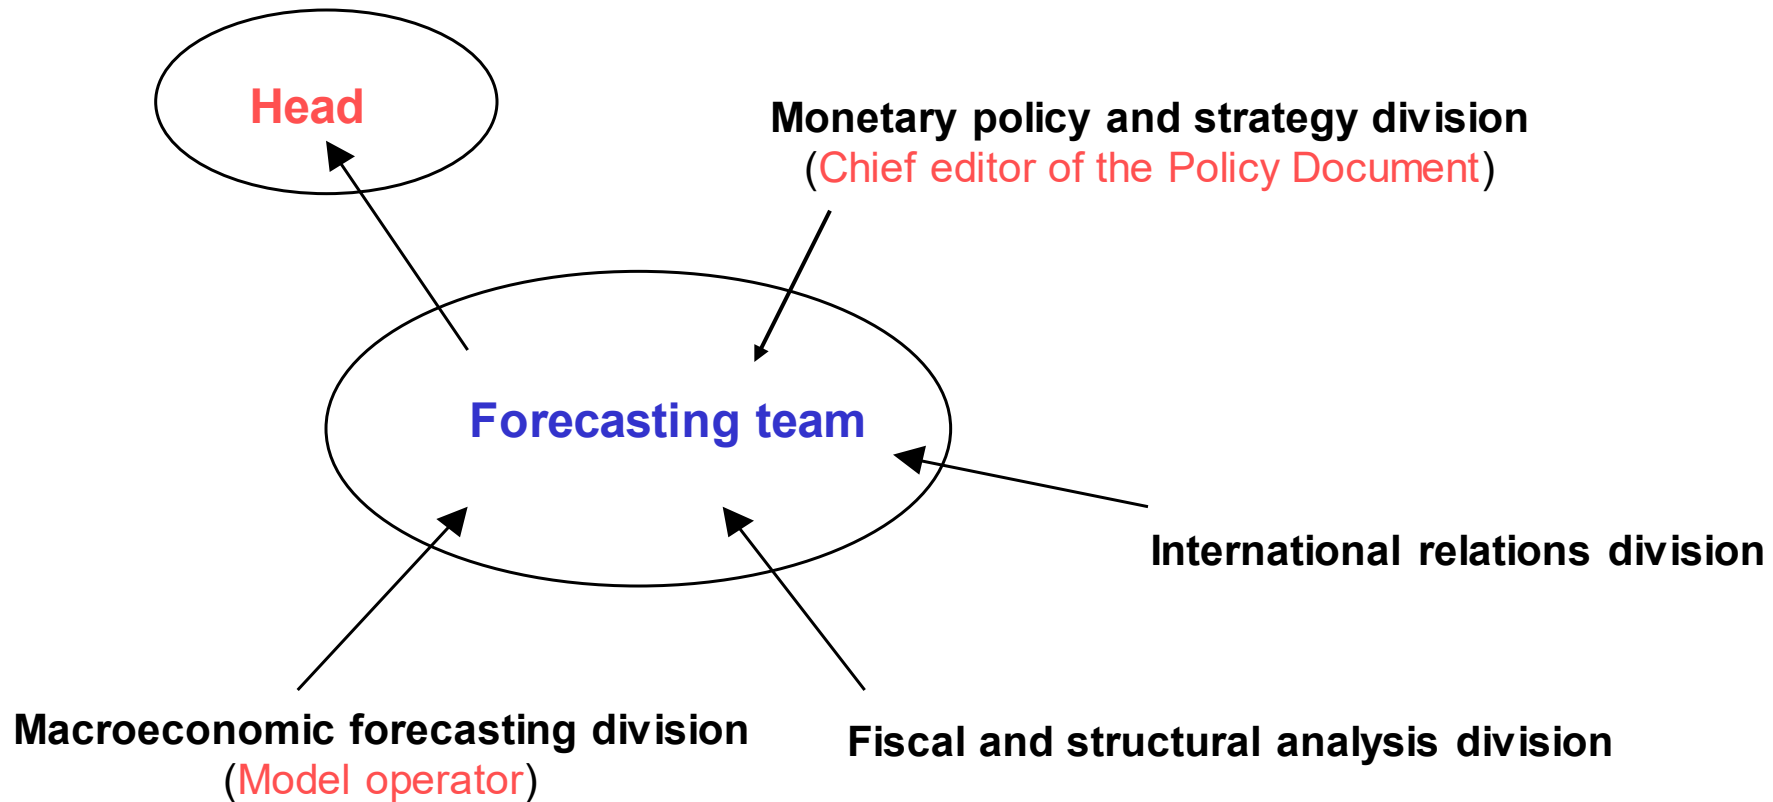 Head
Monetary policy and strategy division
(Chief editor of the Policy Document)
Forecasting team
International relations division
Macroeconomic forecasting division
(Model operator)
Fiscal and structural analysis division